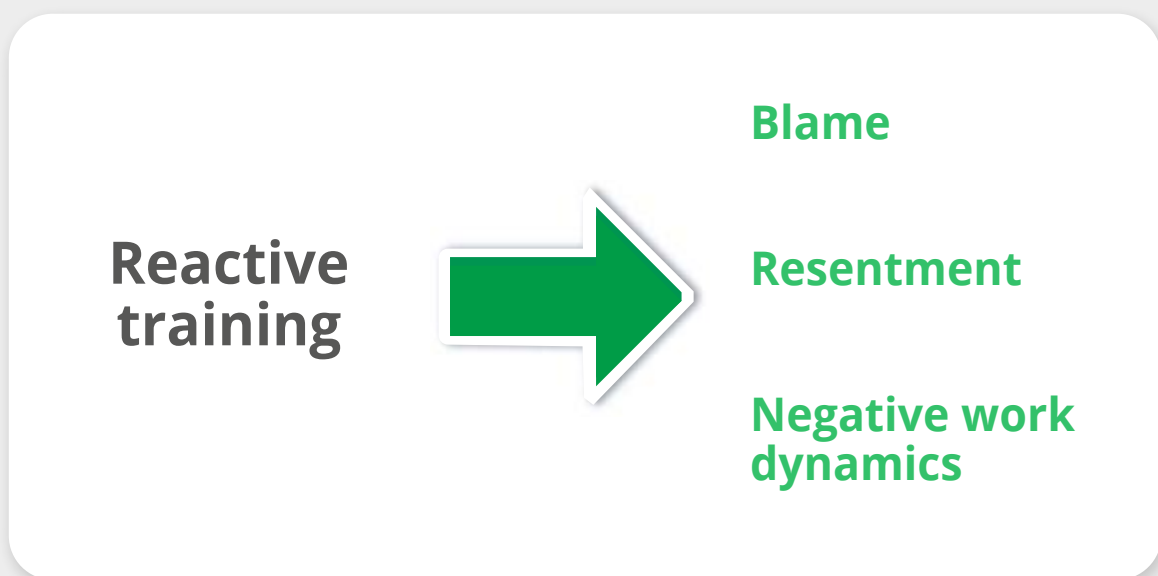 Reactive
training
Blame
Resentment
Negative work
dynamics